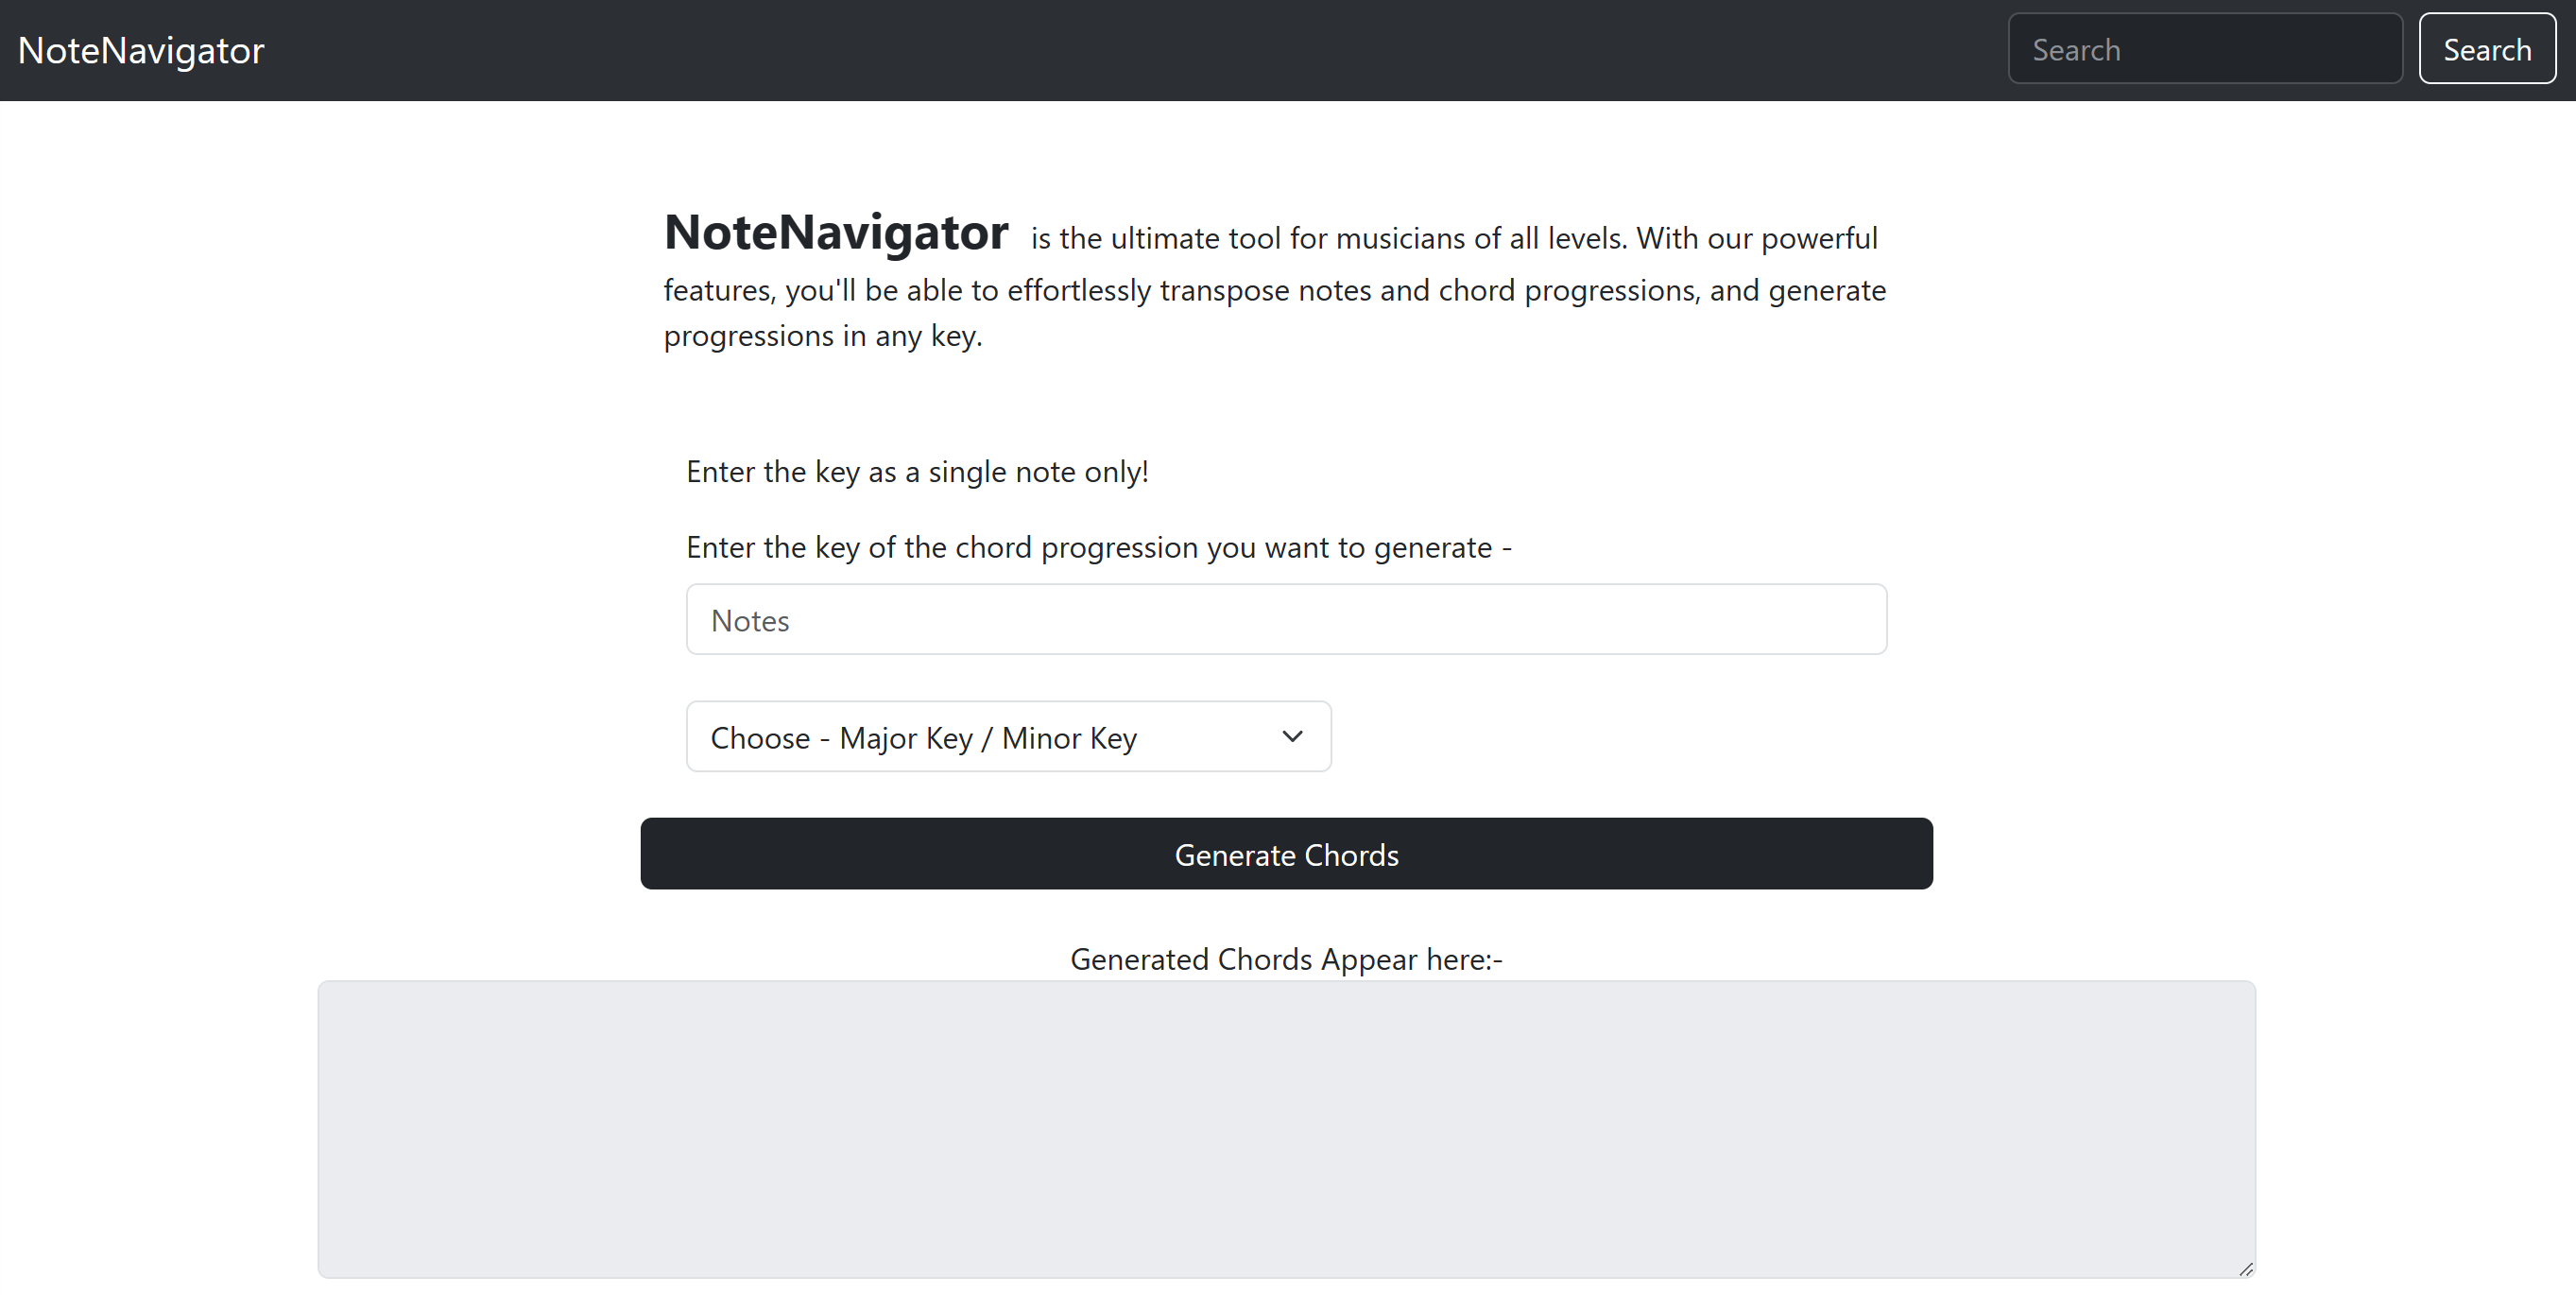 NoteNavigator
Search
Search
NoteNavigator is the ultimate tool for musicians of all levels. With our powerful
features, you'll be able to effortlessly transpose notes and chord progressions, and generate
progressions in any key.
Enter the key as a single note only!
Enter the key of the chord progression you want to generate -
Notes
Choose - Major Key / Minor Key
Generate Chords
Generated Chords Appear here:-